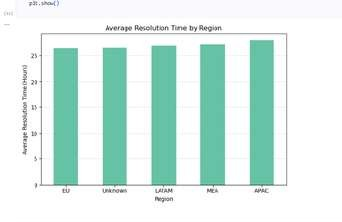 plt.show()
Average Resolution Time by Region
Average Resolution Time (Hours)
25
20
15
10
5
0
EU Unknown LATAM MEA APAC
Region